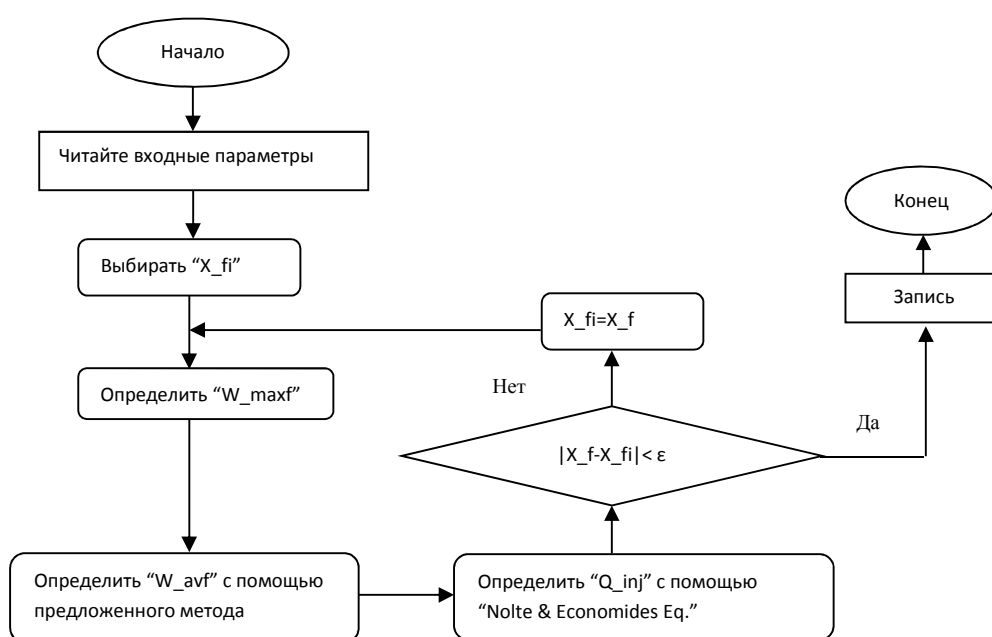 Начало
Читайте входные параметры
Выбирать “X_fi”
Определить “W_maxf”
Определить “W_avf” с помощью
предложенного метода
Определить “Q_inj” с помощью
“Nolte & Economides Eq.”
|X_f-X_fi|< ε
Нет
X_fi=X_f
Да
Запись
Конец